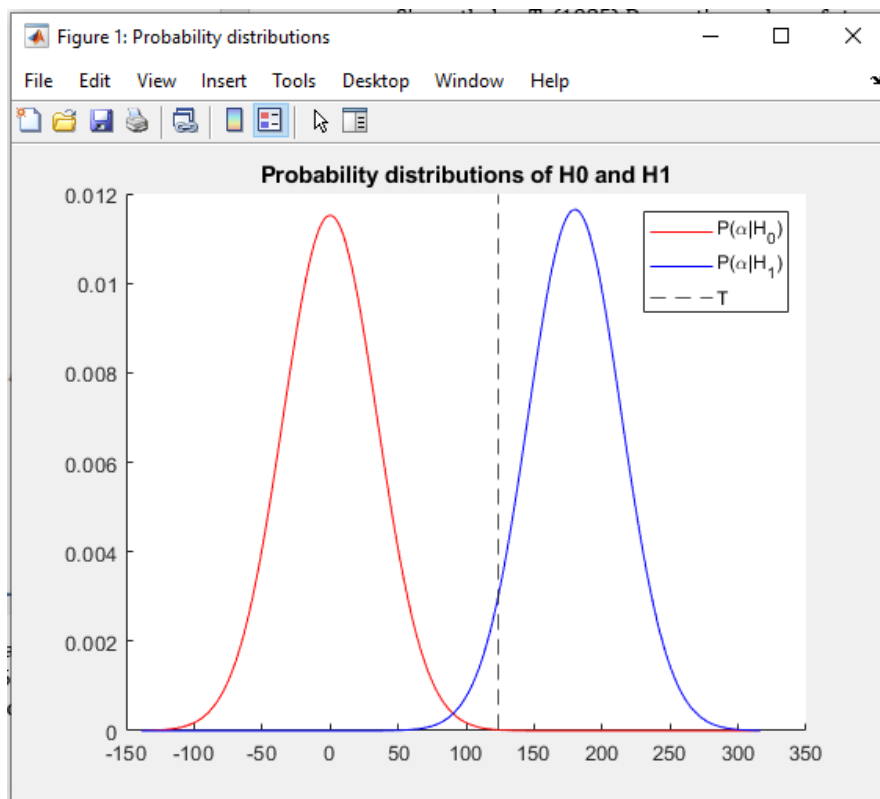 Figure 1: Probability distributions
File Edit View Insert Tools Desktop Window Help
Probability distributions of H0 and H1
0.012
0.01
0.008
0.006
0.004
0.002
0
-150 -100 -50 0 50 100 150 200 250 300 350
P(α|H₀)
P(α|H₁)
T